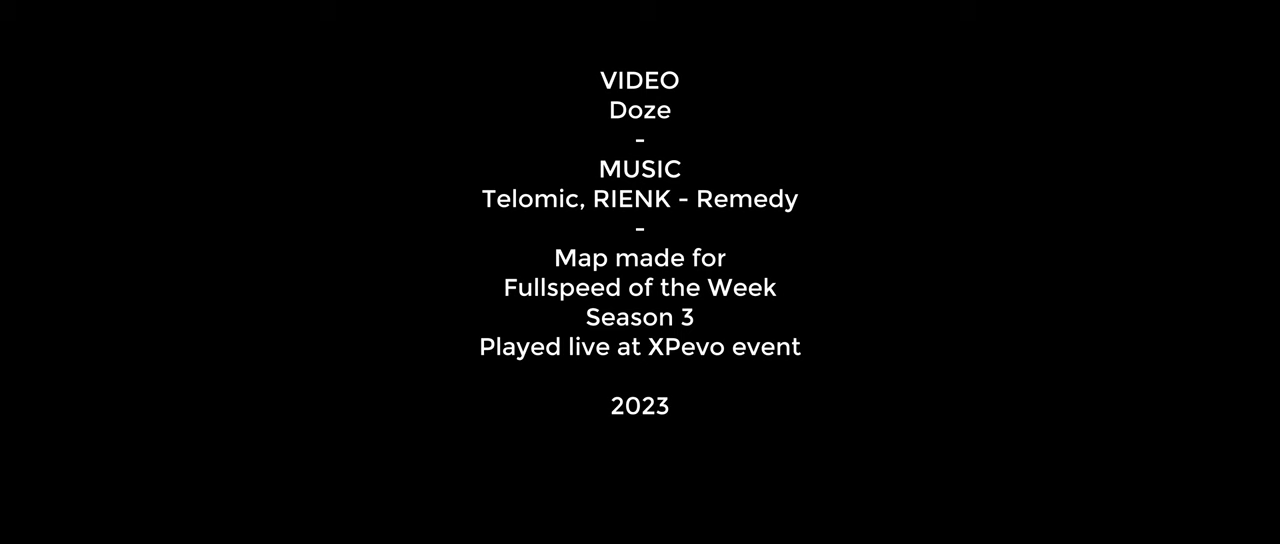 VIDEO
Doze
-
MUSIC
Telomic, RIENK - Remedy
-
Map made for
Fullspeed of the Week
Season 3
Played live at XPevo event
2023